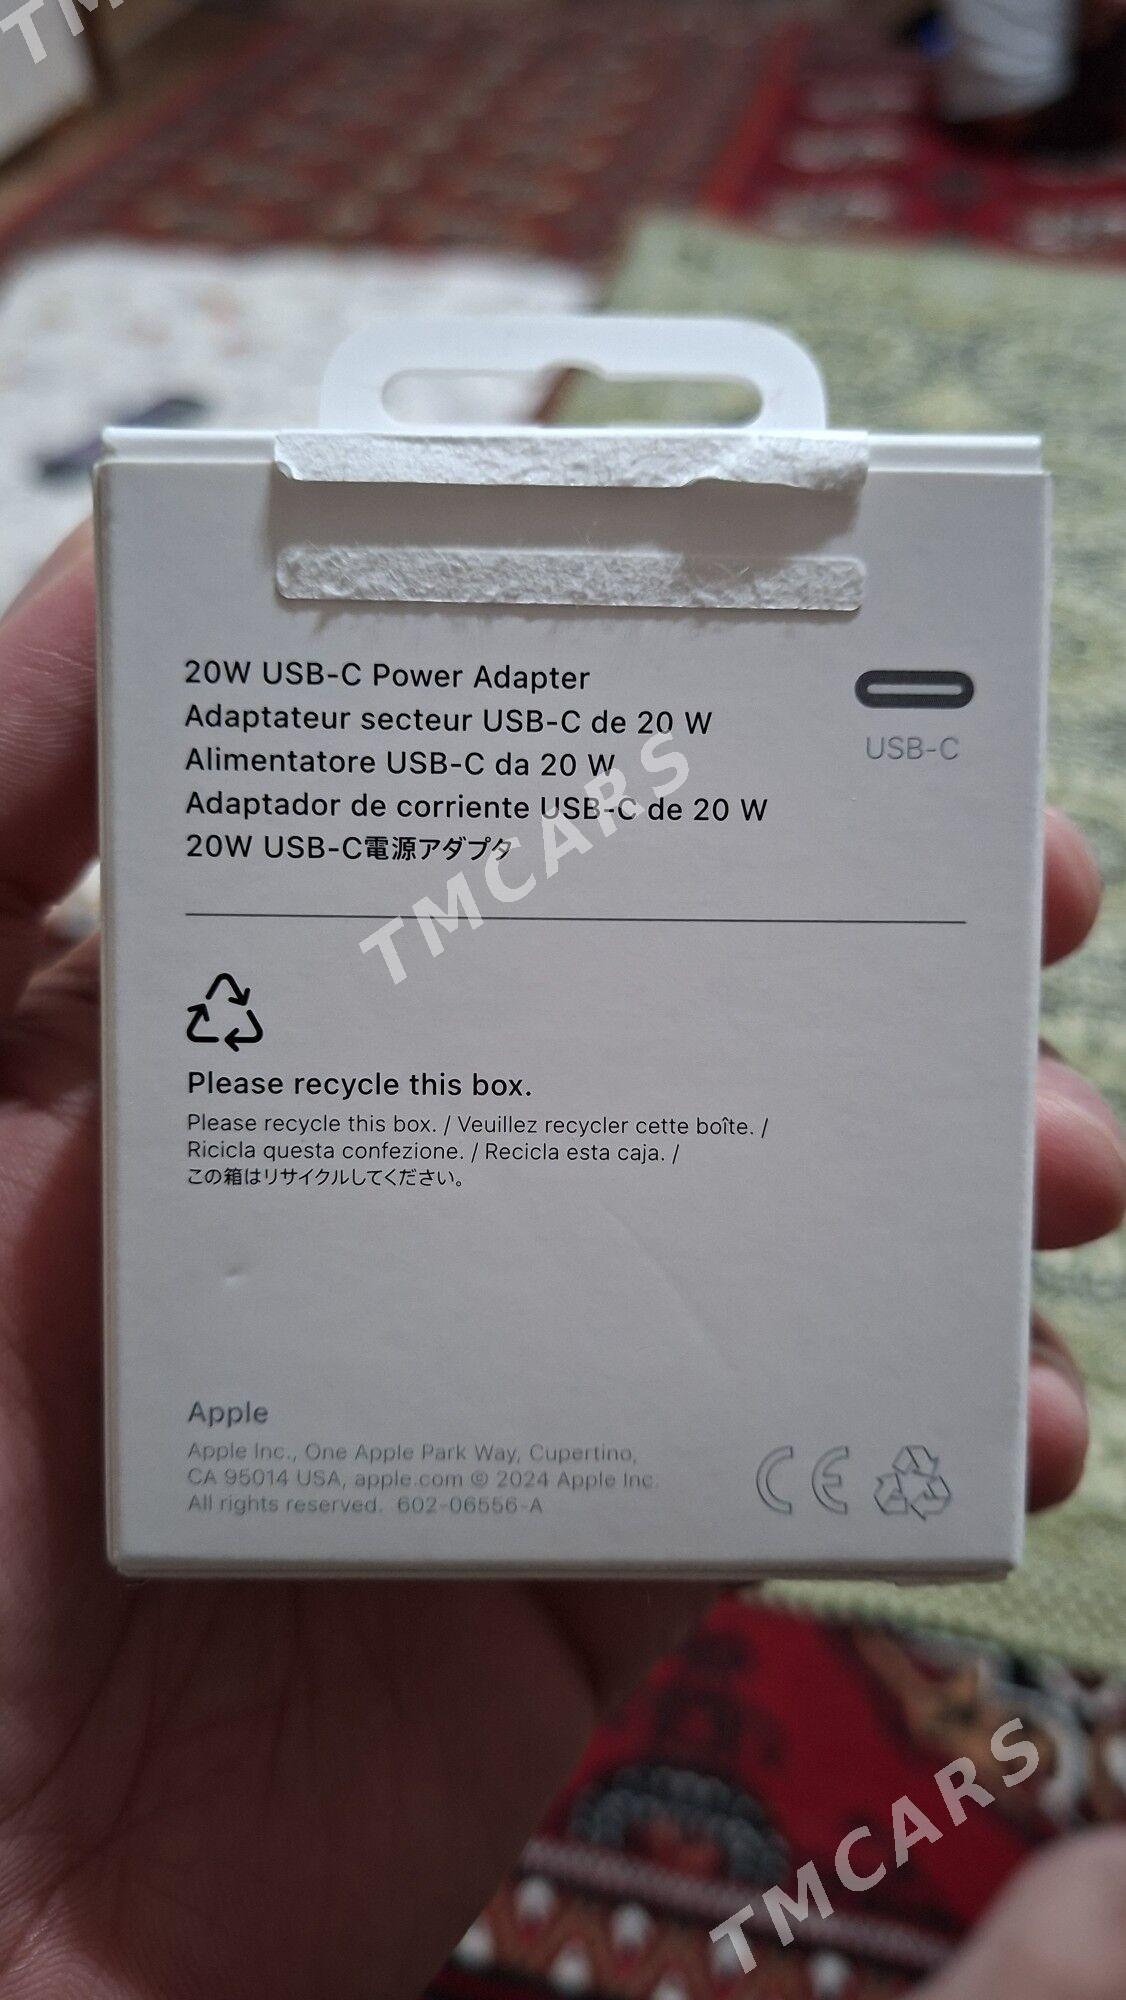 TM
20W USB-C Power Adapter
Adaptateur secteur USB-C de 20 W
Alimentatore USB-C da 20 W
Adaptador de corriente USB-C de 20 W
20W USB-C電源アダプタ
USB-C
TMCARS
Please recycle this box.
Please recycle this box. / Veuillez recycler cette boîte. /
Ricicla questa confezione. / Recicla esta caja. /
この箱はリサイクルしてください。
Apple
Apple Inc., One Apple Park Way, Cupertino,
CA 95014 USA, apple.com © 2024 Apple Inc.
All rights reserved. 602-06556-A
CE
TMCARS